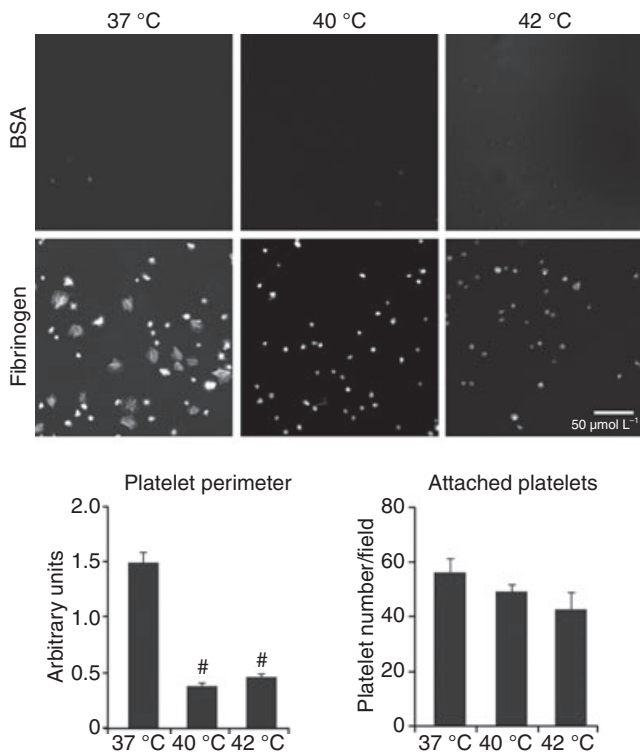 37 °C 40 °C 42 °C
BSA
Fibrinogen
50 µmol L⁻¹
Platelet perimeter
Arbitrary units
2.0
1.5
1.0
0.5
0
# #
37 °C 40 °C 42 °C
Attached platelets
Platelet number/field
80
60
40
20
0
37 °C 40 °C 42 °C